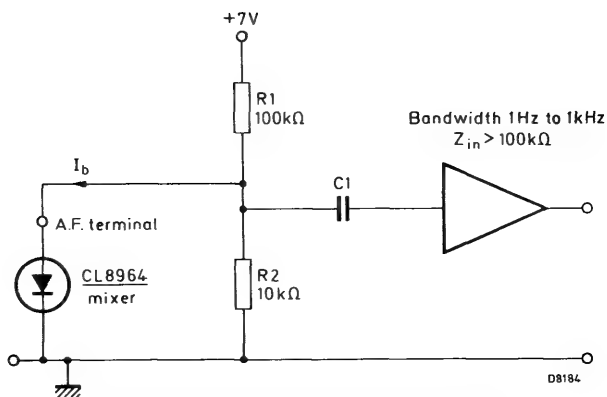 +7V
R1
100kΩ
Bandwidth 1Hz to 1kHz
Zin > 100kΩ
Ib
C1
A.F. terminal
R2
10kΩ
CL8964
mixer
D8184